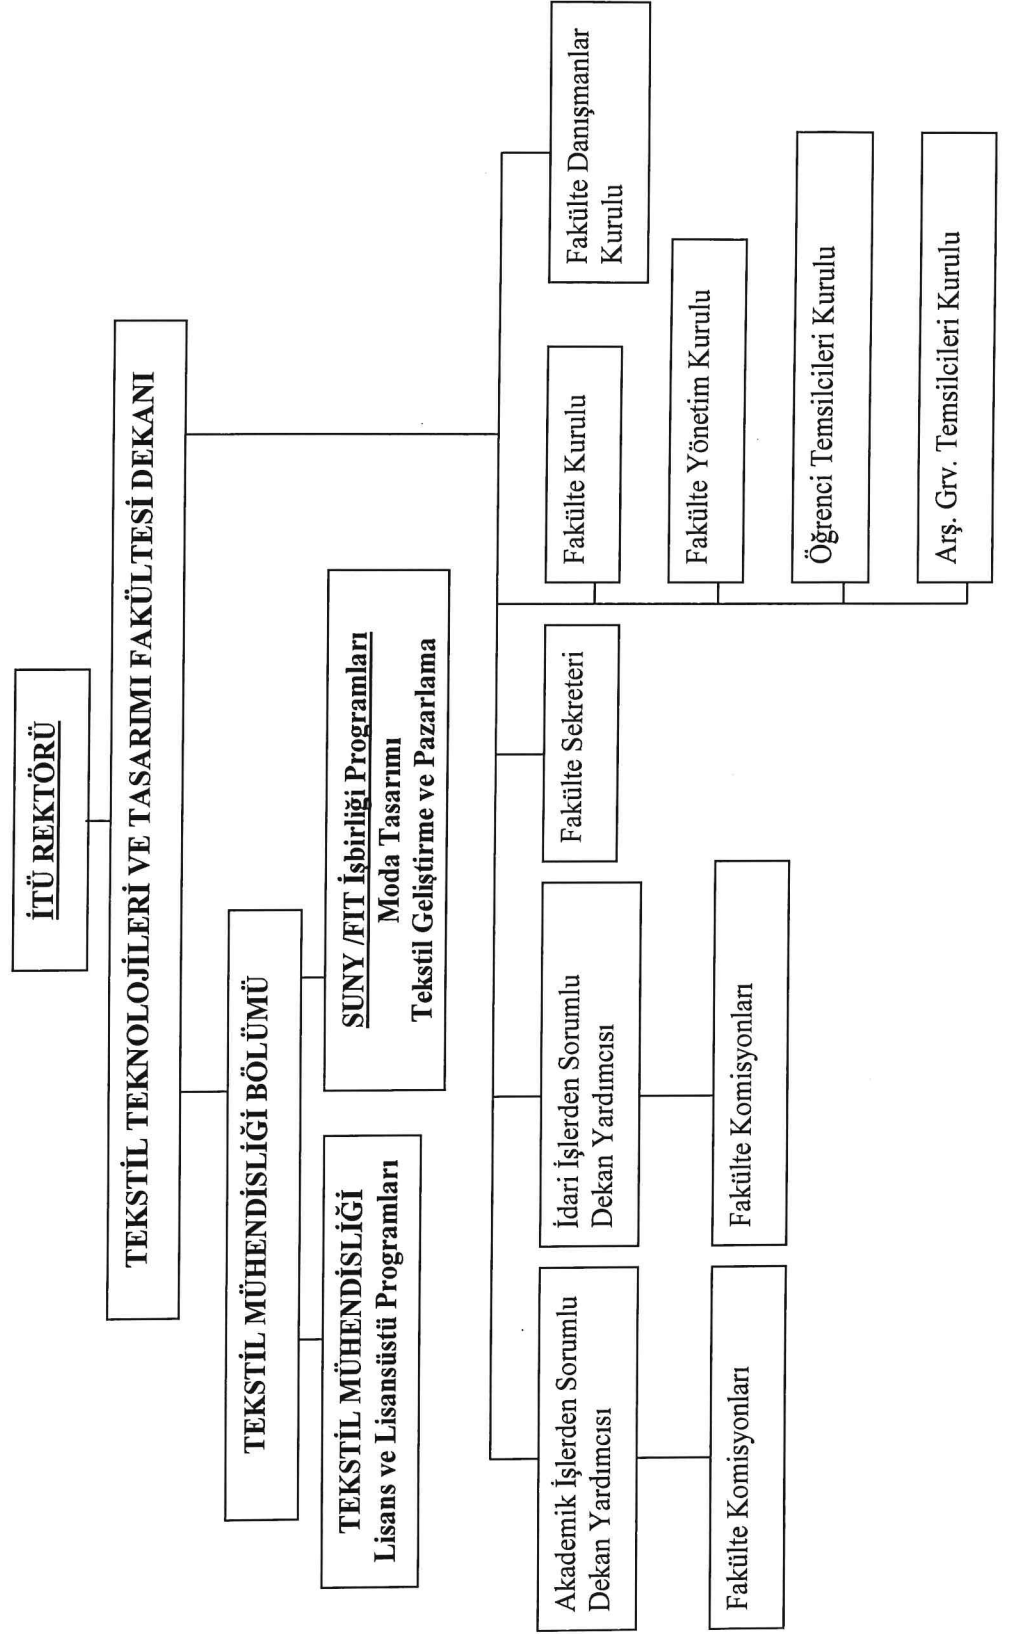 İTÜ REKTÖRÜ
TEKSTİL TEKNOLOJİLERİ VE TASARIMI FAKÜLTESİ DEKANI
TEKSTİL MÜHENDİSLİĞİ BÖLÜMÜ
TEKSTİL MÜHENDİSLİĞİ
Lisans ve Lisansüstü Programları
SUNY /FIT İşbirliği Programları
Moda Tasarımı
Tekstil Geliştirme ve Pazarlama
Akademik İşlerden Sorumlu
Dekan Yardımcısı
Fakülte Komisyonları
İdari İşlerden Sorumlu
Dekan Yardımcısı
Fakülte Komisyonları
Fakülte Sekreteri
Fakülte Kurulu
Fakülte Yönetim Kurulu
Öğrenci Temsilcileri Kurulu
Arş. Grv. Temsilcileri Kurulu
Fakülte Danışmanlar
Kurulu